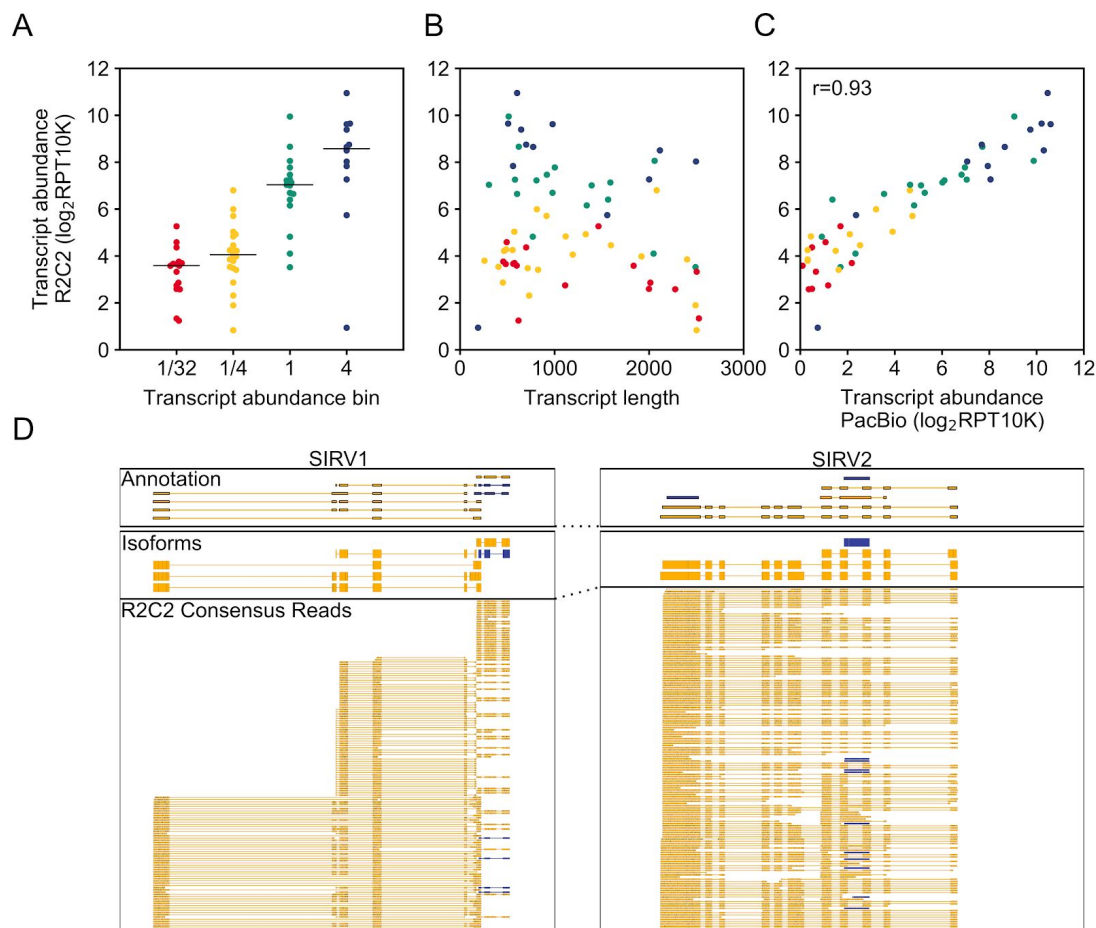 A
B
C
Transcript abundance
R2C2 (log2RPT10K)
12
10
8
6
4
2
0
1/32
1/4
1
4
Transcript abundance bin
12
10
8
6
4
2
0
0
1000
2000
3000
Transcript length
r=0.93
12
10
8
6
4
2
0
0
2
4
6
8
10
12
Transcript abundance
PacBio (log2RPT10K)
D
SIRV1
SIRV2
Annotation
Isoforms
R2C2 Consensus Reads